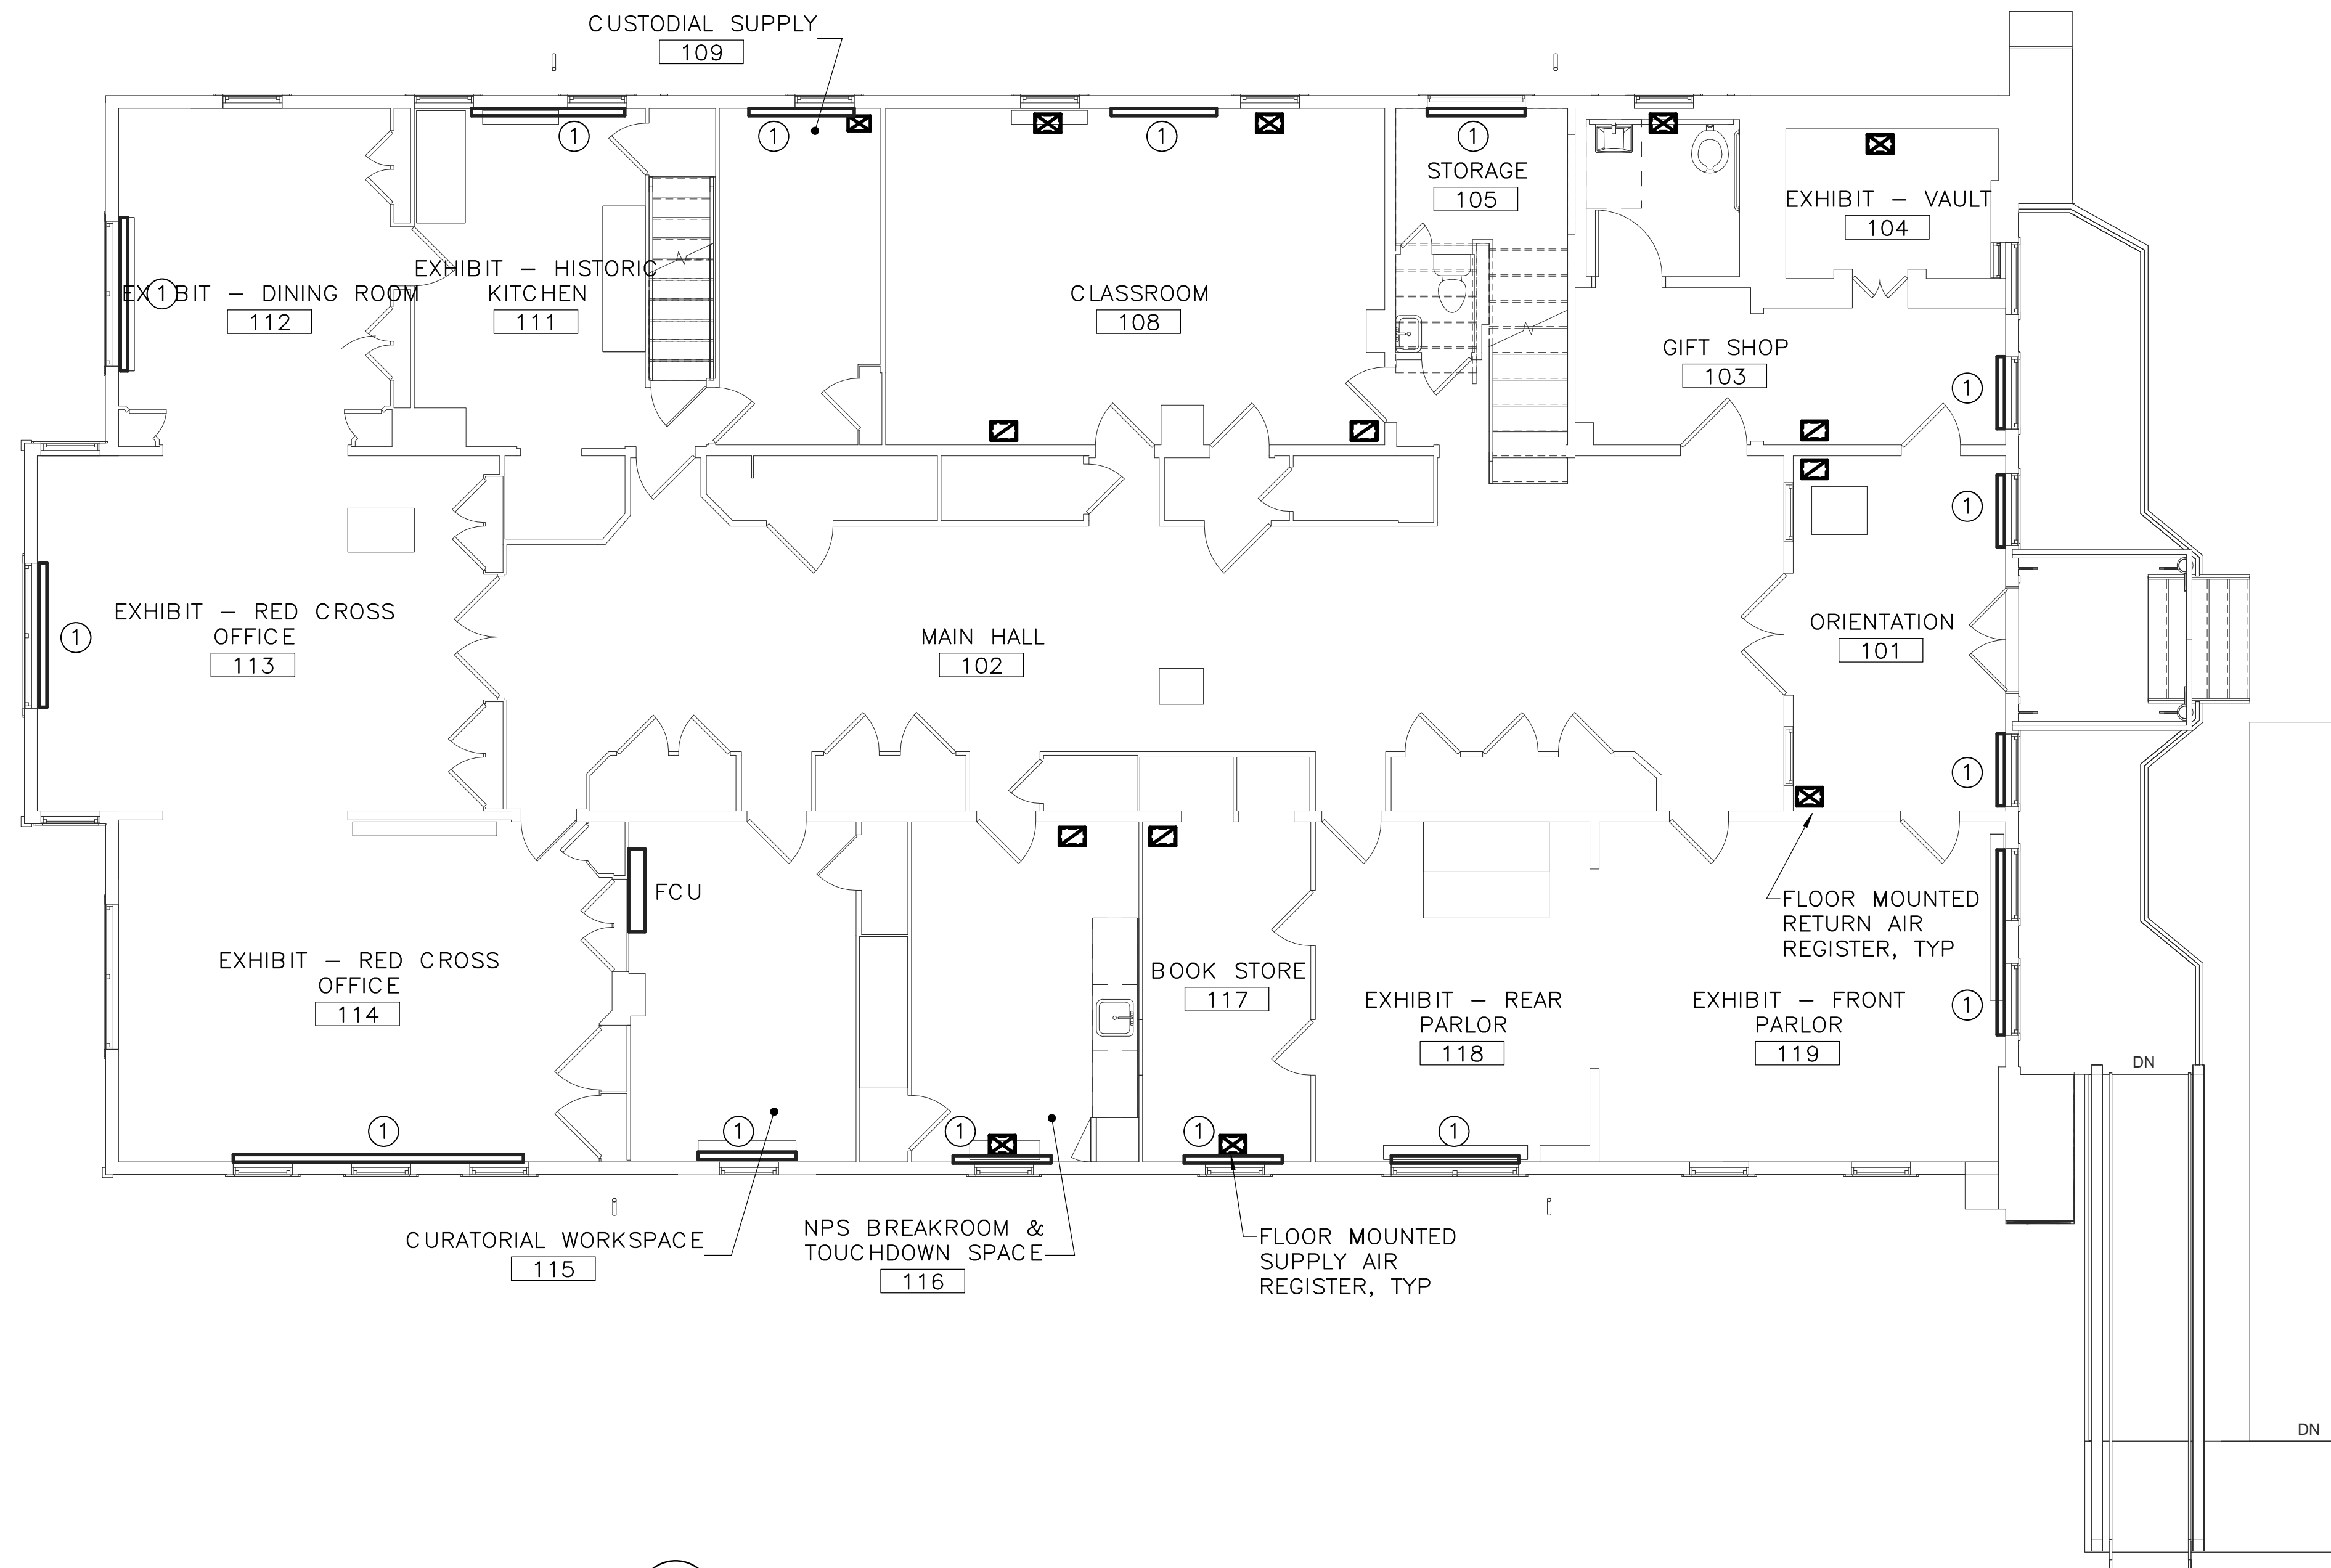 CUSTODIAL SUPPLY
109
1
1
1
1
STORAGE
105
EXHIBIT – VAULT
104
EXHIBIT – HISTORIC
KITCHEN
111
1
EXHIBIT – DINING ROOM
112
CLASSROOM
108
GIFT SHOP
103
1
1
EXHIBIT – RED CROSS
OFFICE
113
1
MAIN HALL
102
ORIENTATION
101
1
FCU
FLOOR MOUNTED
RETURN AIR
REGISTER, TYP
EXHIBIT – RED CROSS
OFFICE
114
BOOK STORE
117
EXHIBIT – REAR
PARLOR
118
EXHIBIT – FRONT
PARLOR
119
1
DN
1
1
1
1
1
CURATORIAL WORKSPACE
115
NPS BREAKROOM &
TOUCHDOWN SPACE
116
FLOOR MOUNTED
SUPPLY AIR
REGISTER, TYP
DN